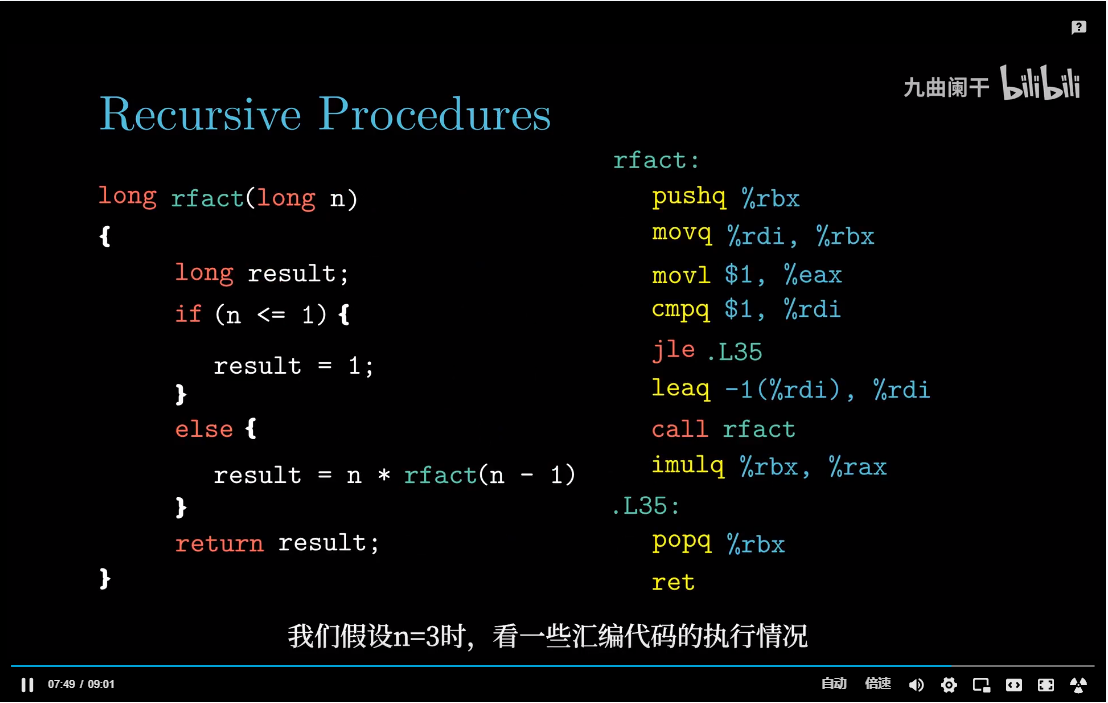 九曲阑干 bilibili
Recursive Procedures
long rfact(long n)
{
long result;
if (n <= 1) {
result = 1;
}
else {
result = n * rfact(n - 1)
}
return result;
}
rfact:
pushq %rbx
movq %rdi, %rbx
movl $1, %eax
cmpq $1, %rdi
jle .L35
leaq -1(%rdi), %rdi
call rfact
imulq %rbx, %rax
.L35:
popq %rbx
ret
我们假设n=3时，看一些汇编代码的执行情况
07:49 / 09:01
自动 倍速